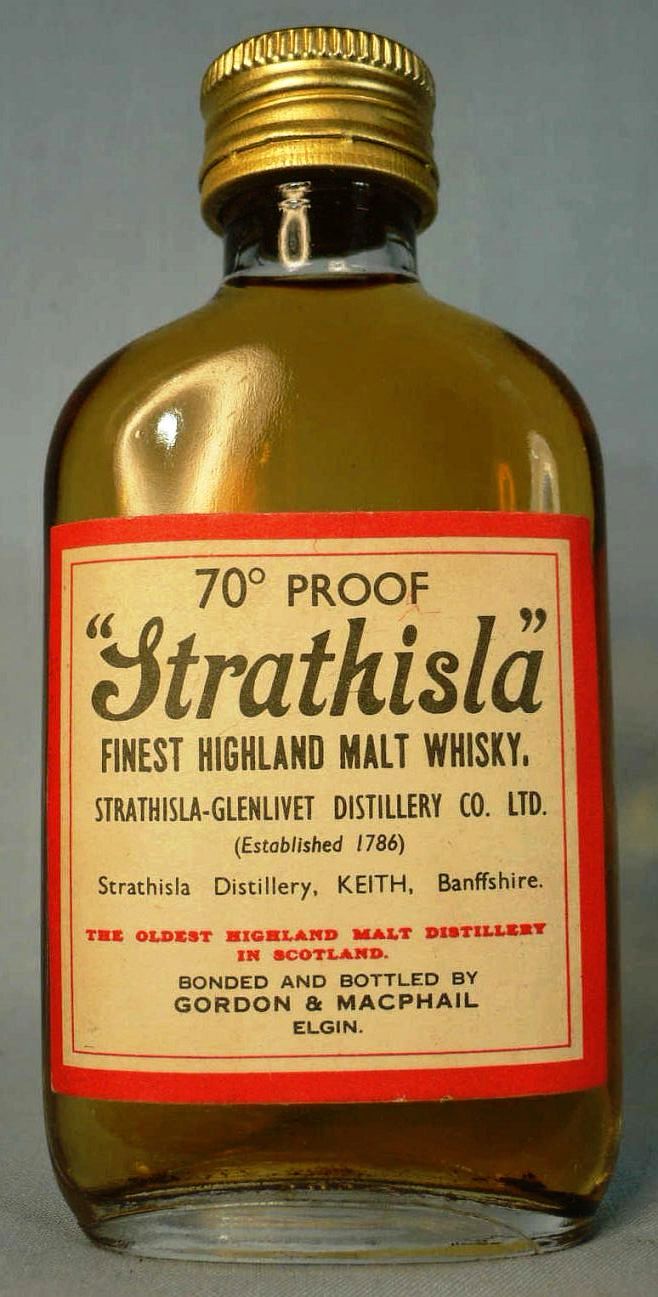 70° PROOF
“Strathisla”
FINEST HIGHLAND MALT WHISKY.
STRATHISLA-GLENLIVET DISTILLERY CO. LTD.
(Established 1786)
Strathisla Distillery, KEITH, Banffshire.
THE OLDEST HIGHLAND MALT DISTILLERY
IN SCOTLAND.
BONDED AND BOTTLED BY
GORDON & MACPHAIL
ELGIN.